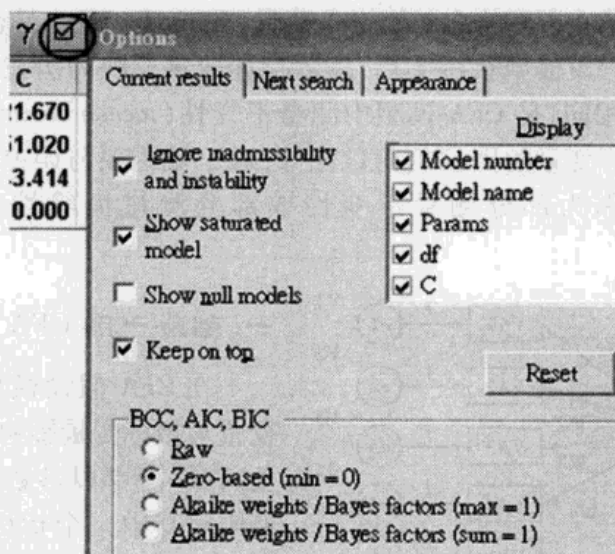 γ Options
C
1.670
1.020
3.414
0.000
Current results Next search Appearance
Ignore inadmissibility
and instability
Show saturated
model
Show null models
Keep on top
Display
Model number
Model name
Params
df
C
Reset
BCC, AIC, BIC
Raw
Zero-based (min = 0)
Akaike weights / Bayes factors (max = 1)
Akaike weights / Bayes factors (sum = 1)